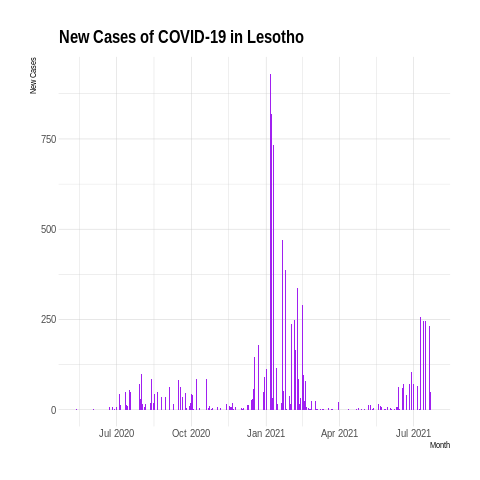 New Cases of COVID-19 in Lesotho
New Cases
750
500
250
0
Jul 2020
Oct 2020
Jan 2021
Apr 2021
Jul 2021
Month